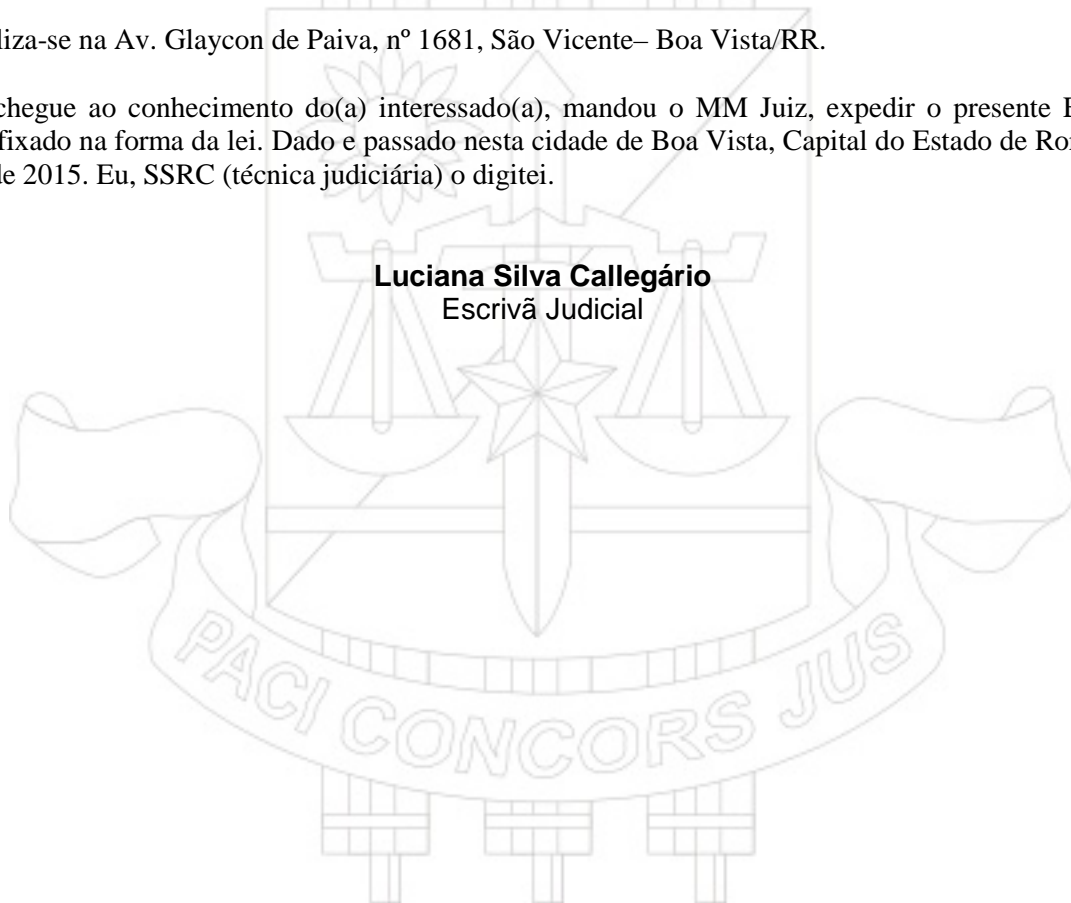 liza-se na Av. Glaycon de Paiva, nº 1681, São Vicente– Boa Vista/RR.
chegue ao conhecimento do(a) interessado(a), mandou o MM Juiz, expedir o presente E
fixado na forma da lei. Dado e passado nesta cidade de Boa Vista, Capital do Estado de Ror
de 2015. Eu, SSRC (técnica judiciária) o digitei.
Luciana Silva Callegário
Escrivã Judicial
PACI CONCORS JUS